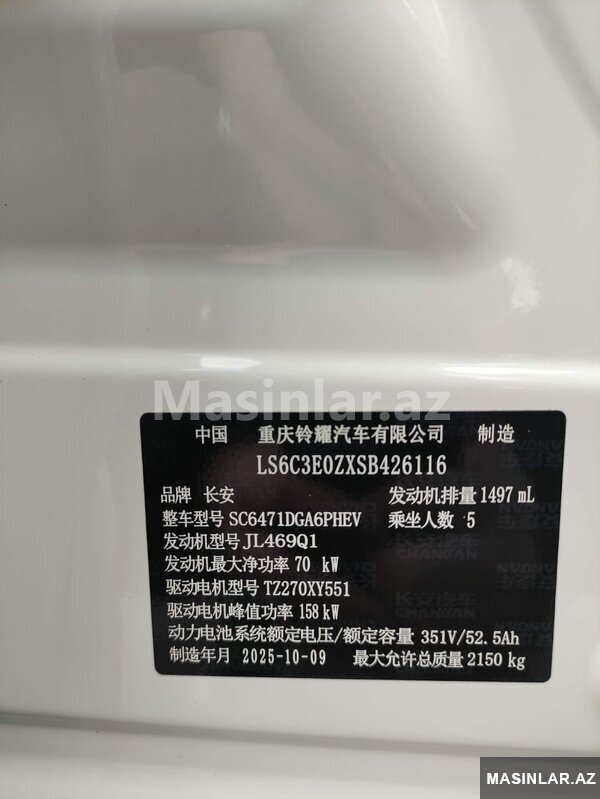 Masinlar.az
中国 重庆铃耀汽车有限公司 制造
LS6C3E0ZXSB426116
品牌 长安 发动机排量 1497 mL
整车型号 SC6471DGA6PHEV 乘坐人数 5
发动机型号 JL469Q1
发动机最大净功率 70 kW
驱动电机型号 TZ270XY551
驱动电机峰值功率 158 kW
动力电池系统额定电压/额定容量 351V/52.5Ah
制造年月 2025-10-09 最大允许总质量 2150 kg
长安汽车
CHANGAN
MASINLAR.AZ